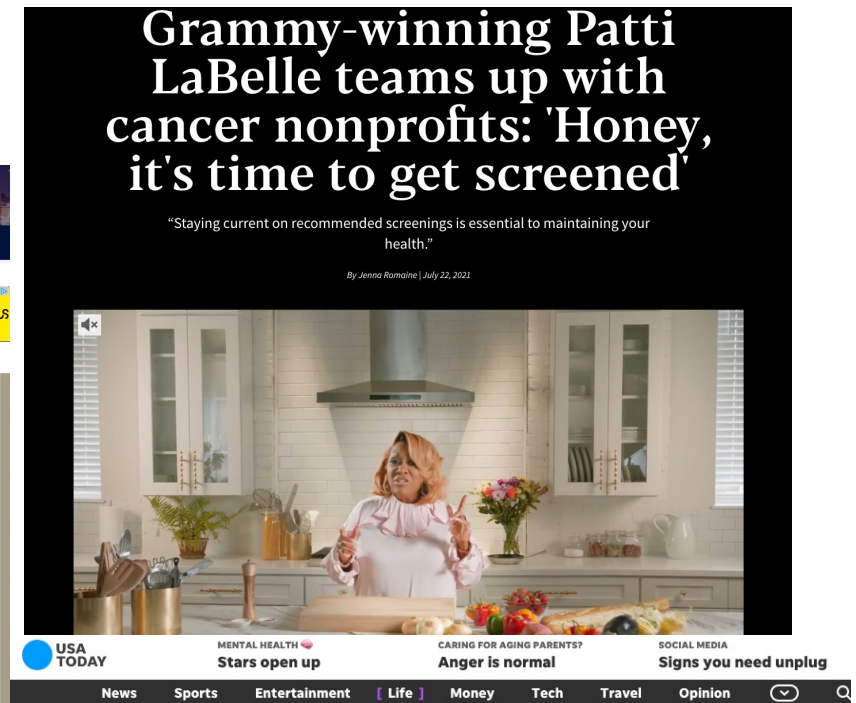 Grammy-winning Patti
LaBelle teams up with
cancer nonprofits: 'Honey,
it's time to get screened'
“Staying current on recommended screenings is essential to maintaining your
health.”
By Jenna Romaine | July 22, 2021
USA
TODAY
MENTAL HEALTH 🧠
Stars open up
CARING FOR AGING PARENTS?
Anger is normal
SOCIAL MEDIA
Signs you need unplug
News Sports Entertainment [ Life ] Money Tech Travel Opinion